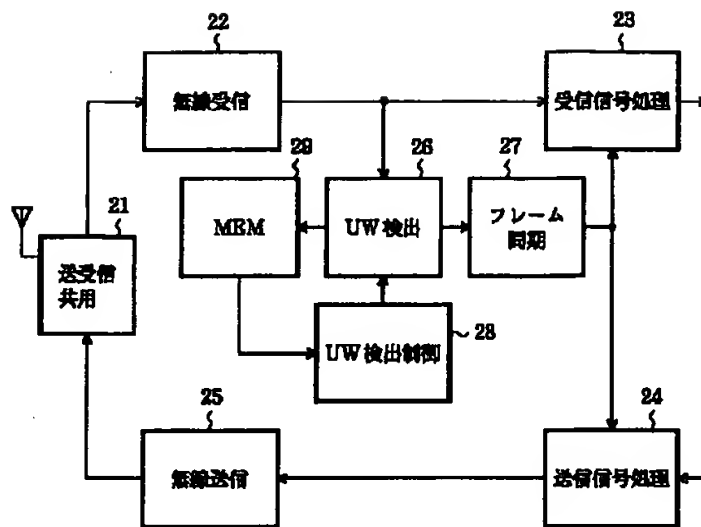 22
無線受信
23
受信信号処理
29
MEM
26
UW検出
27
フレーム
同期
21
送受信
共用
28
UW検出制御
25
無線送信
24
送信信号処理